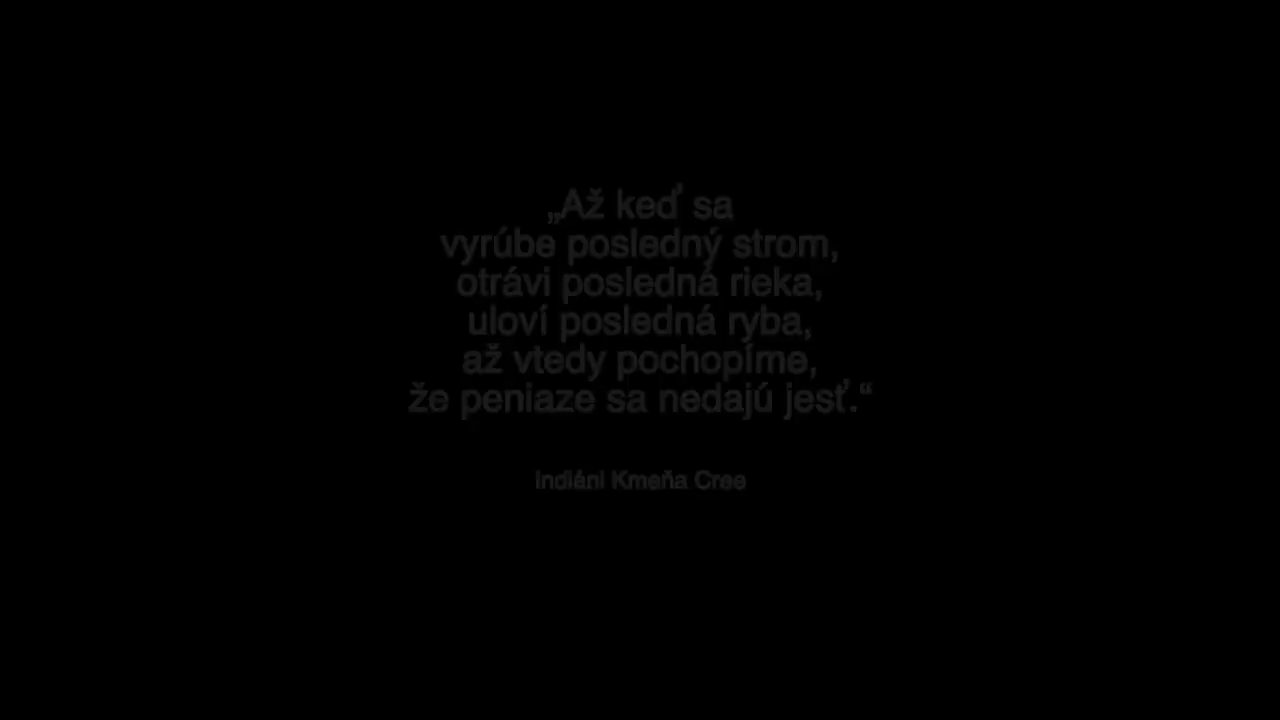 „Až keď sa
vyrúbe posledný strom,
otrávi posledná rieka,
uloví posledná ryba,
až vtedy pochopíme,
že peniaze sa nedajú jesť.“
Indiáni Kmeňa Cree